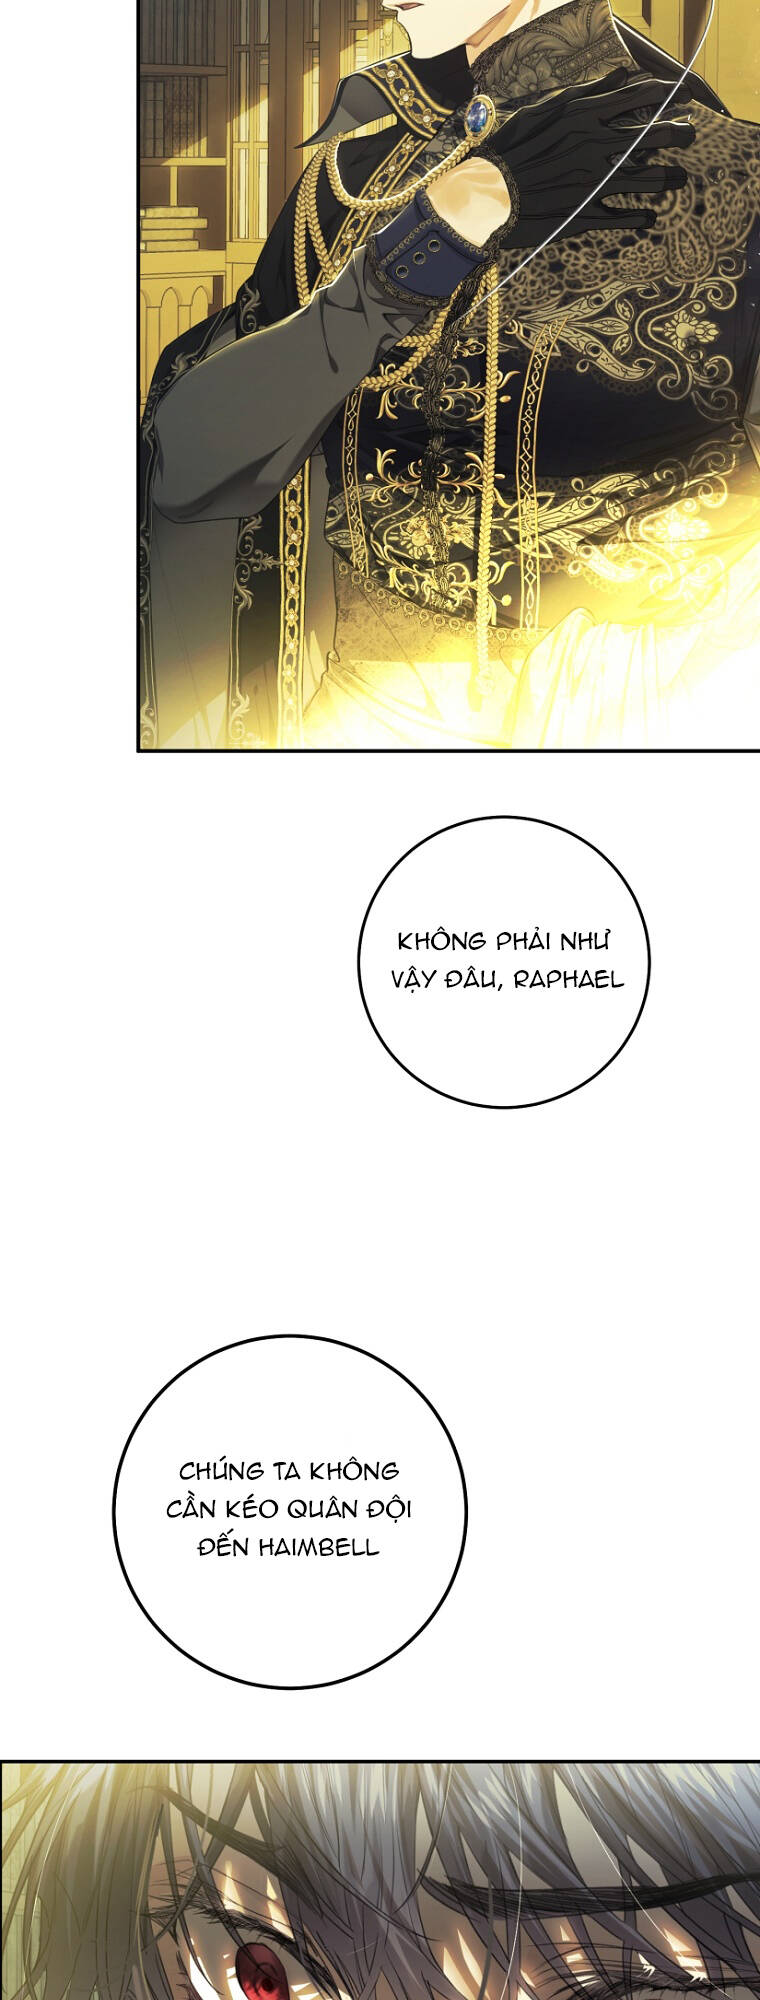 KHÔNG PHẢI NHƯ
VẬY ĐÂU, RAPHAEL
CHÚNG TA KHÔNG
CẦN KÉO QUÂN ĐỘI
ĐẾN HAIMBELL